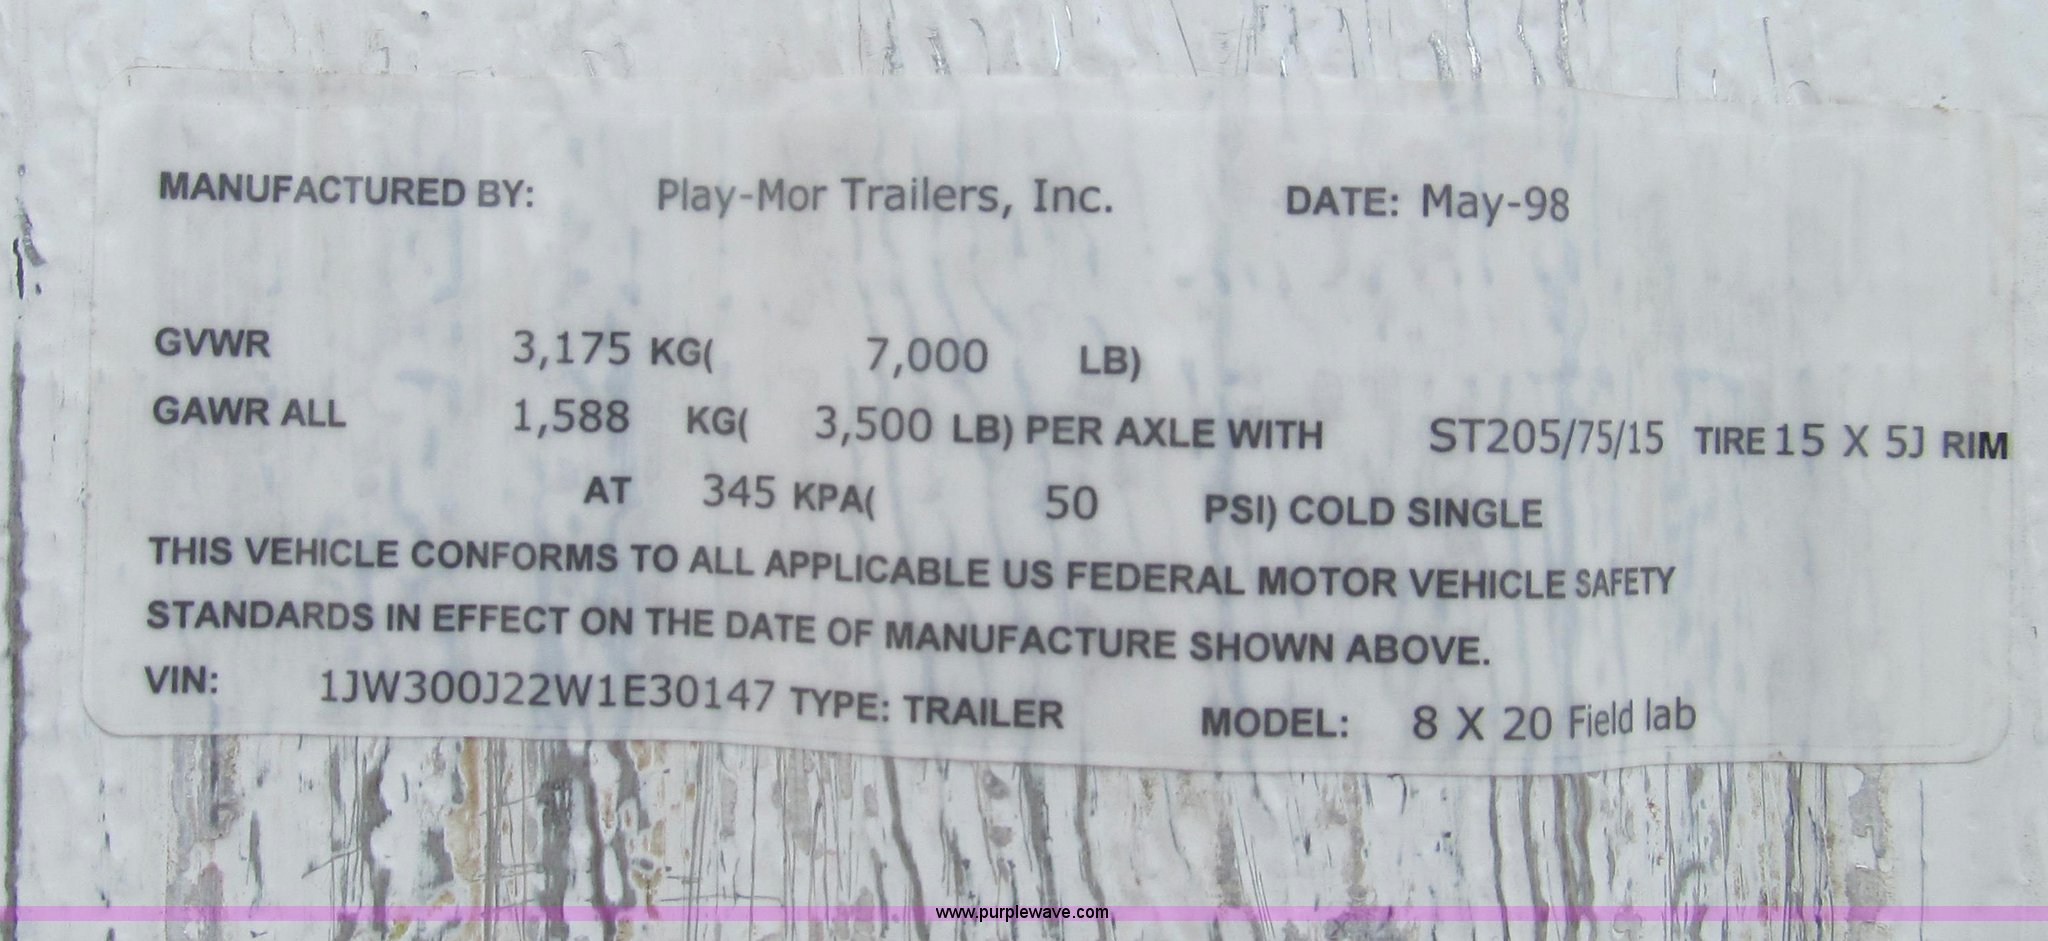 MANUFACTURED BY: Play-Mor Trailers, Inc. DATE: May-98
GVWR 3,175 KG( 7,000 LB)
GAWR ALL 1,588 KG( 3,500 LB) PER AXLE WITH ST205/75/15 TIRE 15 X 5J RIM
AT 345 KPA( 50 PSI) COLD SINGLE
THIS VEHICLE CONFORMS TO ALL APPLICABLE US FEDERAL MOTOR VEHICLE SAFETY
STANDARDS IN EFFECT ON THE DATE OF MANUFACTURE SHOWN ABOVE.
VIN: 1JW300J22W1E30147 TYPE: TRAILER MODEL: 8 X 20 Field lab
www.purplewave.com